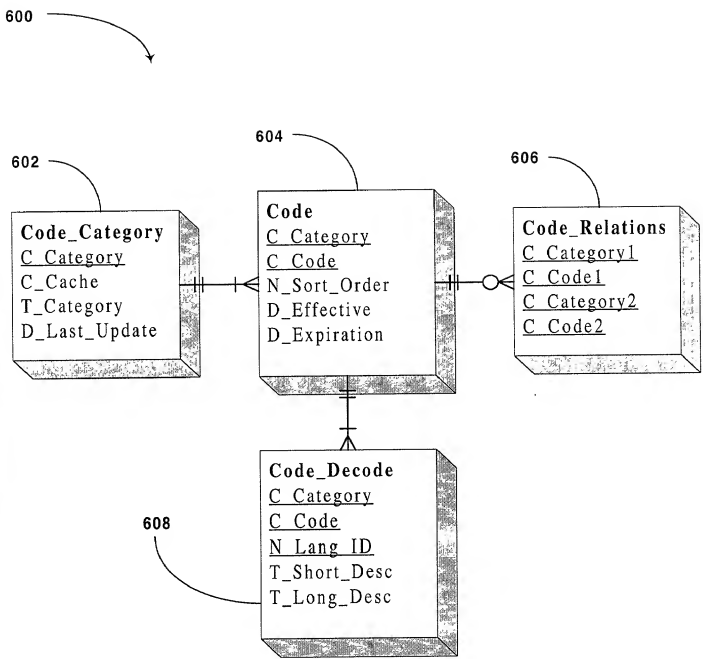 600
602
Code_Category
C_Category
C_Cache
T_Category
D_Last_Update
604
Code
C_Category
C_Code
N_Sort_Order
D_Effective
D_Expiration
606
Code_Relations
C_Category1
C_Code1
C_Category2
C_Code2
608
Code_Decode
C_Category
C_Code
N_Lang_ID
T_Short_Desc
T_Long_Desc